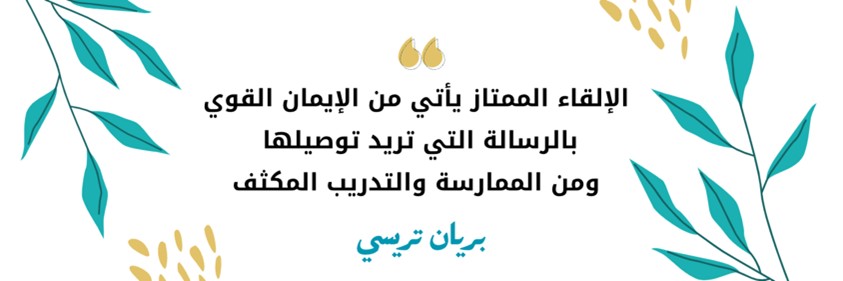 الإلقاء الممتاز يأتي من الإيمان القوي
بالرسالة التي تريد توصيلها
ومن الممارسة والتدريب المكثف
بريان تريسي